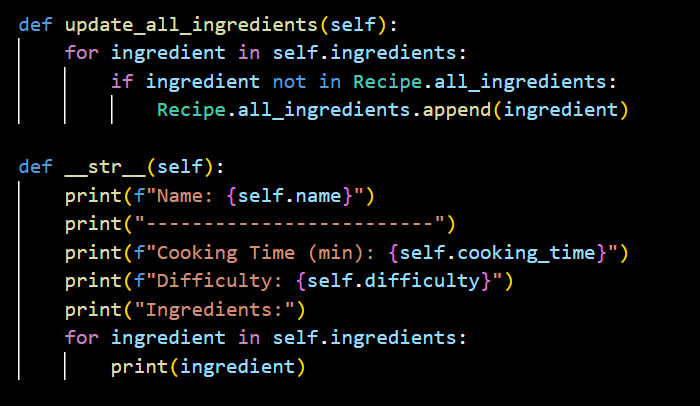 def update_all_ingredients(self):
    for ingredient in self.ingredients:
        if ingredient not in Recipe.all_ingredients:
            Recipe.all_ingredients.append(ingredient)

def __str__(self):
    print(f"Name: {self.name}")
    print("-------------------------")
    print(f"Cooking Time (min): {self.cooking_time}")
    print(f"Difficulty: {self.difficulty}")
    print("Ingredients:")
    for ingredient in self.ingredients:
        print(ingredient)